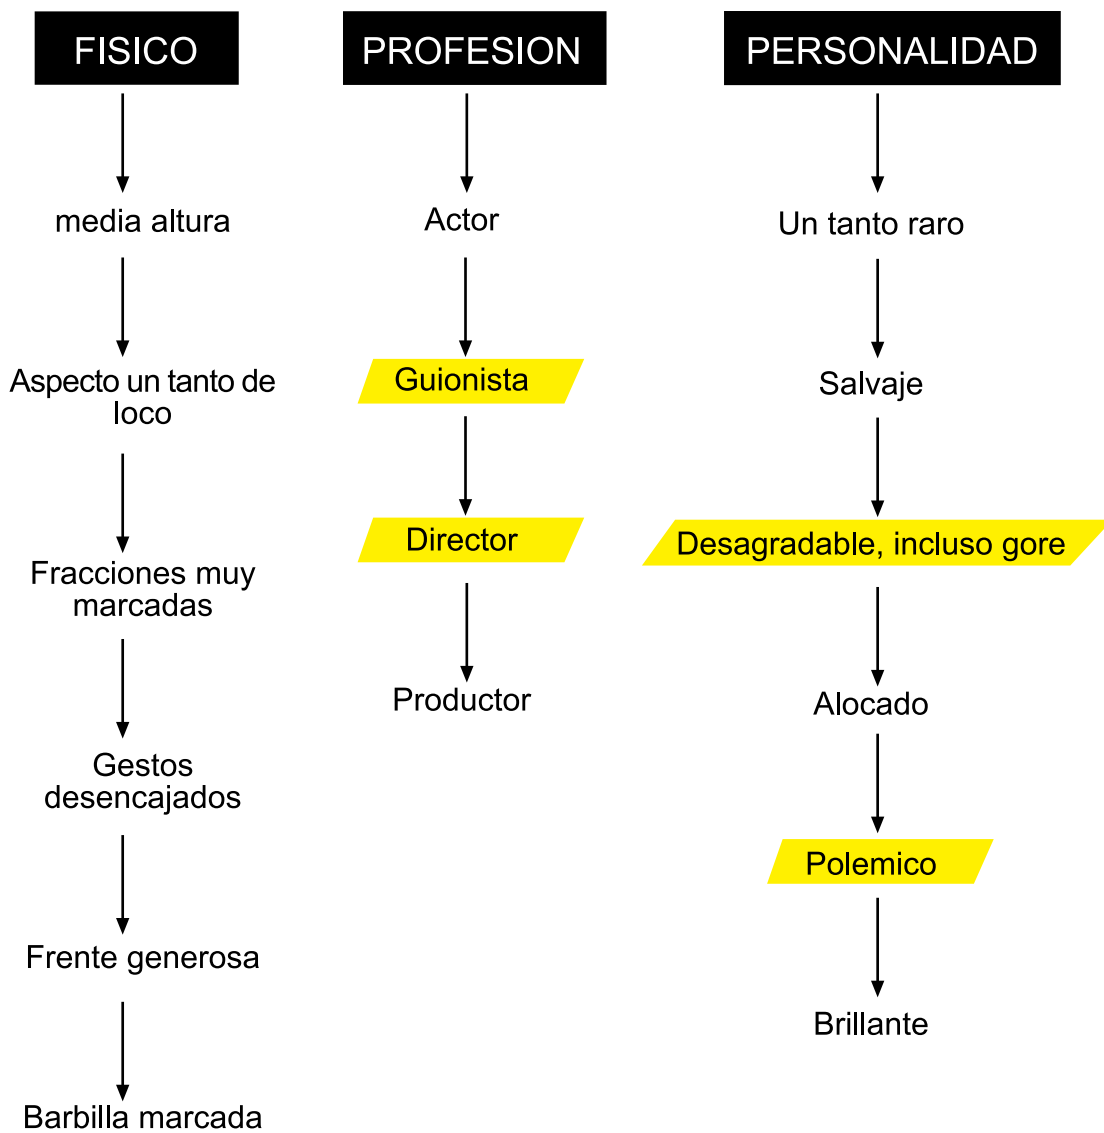 FISICO
media altura
Aspecto un tanto de
loco
Fracciones muy
marcadas
Gestos
desencajados
Frente generosa
Barbilla marcada
PROFESION
Actor
Guionista
Director
Productor
PERSONALIDAD
Un tanto raro
Salvaje
Desagradable, incluso gore
Alocado
Polemico
Brillante